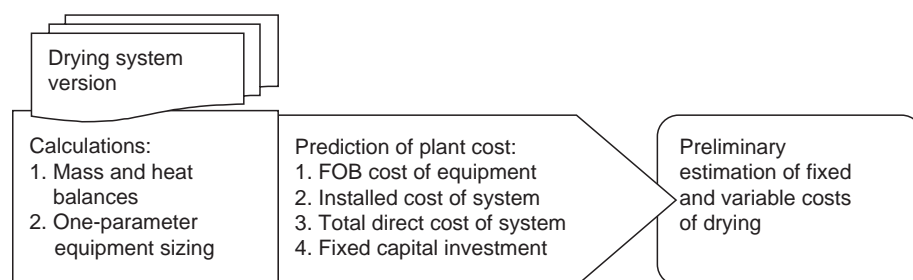 Drying system
version
Calculations:
1. Mass and heat
balances
2. One-parameter
equipment sizing
Prediction of plant cost:
1. FOB cost of equipment
2. Installed cost of system
3. Total direct cost of system
4. Fixed capital investment
Preliminary
estimation of fixed
and variable costs
of drying